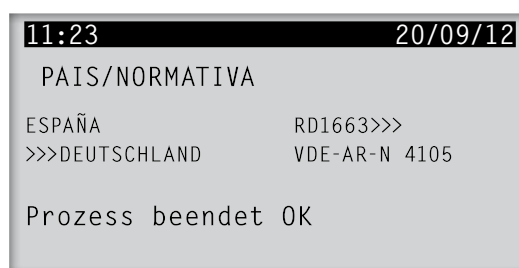 11:23 20/09/12
PAIS/NORMATIVA
ESPAÑA RD1663>>>
>>>DEUTSCHLAND VDE-AR-N 4105
Prozess beendet OK